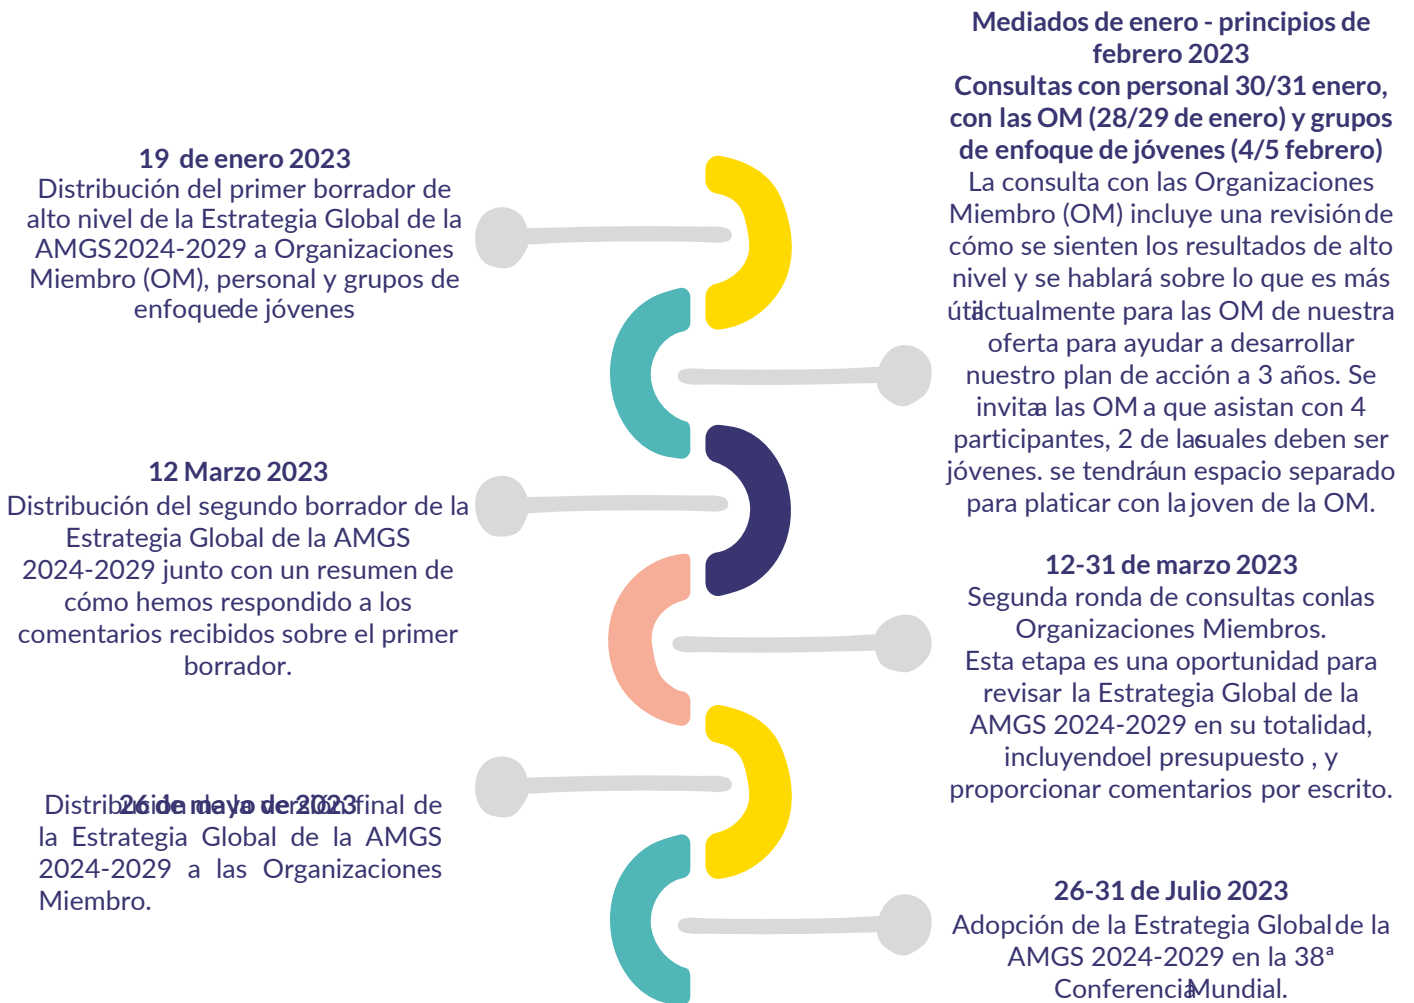 19 de enero 2023
Distribución del primer borrador de
alto nivel de la Estrategia Global de la
AMGS2024-2029 a Organizaciones
Miembro (OM), personal y grupos de
enfoquede jóvenes
Mediados de enero - principios de
febrero 2023
Consultas con personal 30/31 enero,
con las OM (28/29 de enero) y grupos
de enfoque de jóvenes (4/5 febrero)
La consulta con las Organizaciones
Miembro (OM) incluye una revisión de
cómo se sienten los resultados de alto
nivel y se hablará sobre lo que es más
útil actualmente para las OM de nuestra
oferta para ayudar a desarrollar
nuestro plan de acción a 3 años. Se
invita a las OM a que asistan con 4
participantes, 2 de las cuales deben ser
jóvenes. se tendrá un espacio separado
para platicar con la joven de la OM.
12 Marzo 2023
Distribución del segundo borrador de la
Estrategia Global de la AMGS
2024-2029 junto con un resumen de
cómo hemos respondido a los
comentarios recibidos sobre el primer
borrador.
12-31 de marzo 2023
Segunda ronda de consultas conlas
Organizaciones Miembros.
Esta etapa es una oportunidad para
revisar la Estrategia Global de la
AMGS 2024-2029 en su totalidad,
incluyendoel presupuesto , y
proporcionar comentarios por escrito.
26 de mayo de 2023
Distribución de la versión final de
la Estrategia Global de la AMGS
2024-2029 a las Organizaciones
Miembro.
26-31 de Julio 2023
Adopción de la Estrategia Global de la
AMGS 2024-2029 en la 38ª
Conferencia Mundial.